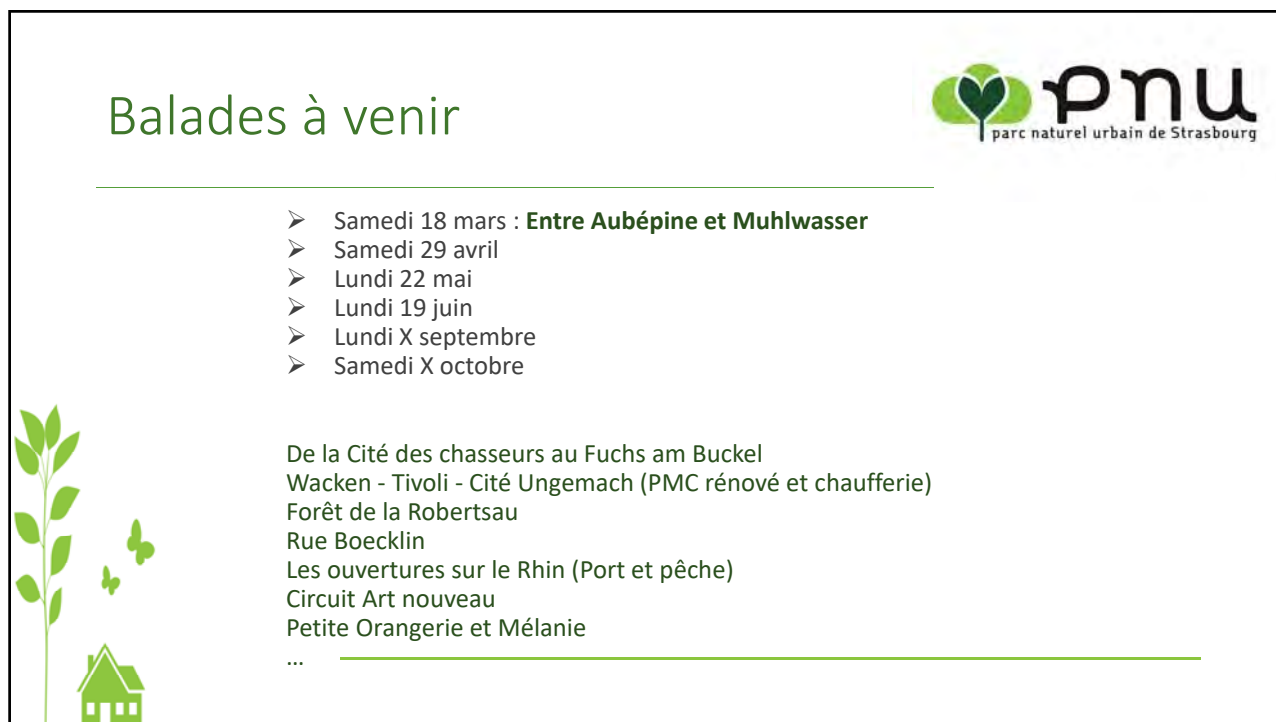 Balades à venir
pnu
parc naturel urbain de Strasbourg
➢ Samedi 18 mars : Entre Aubépine et Muhlwasser
➢ Samedi 29 avril
➢ Lundi 22 mai
➢ Lundi 19 juin
➢ Lundi X septembre
➢ Samedi X octobre
De la Cité des chasseurs au Fuchs am Buckel
Wacken - Tivoli - Cité Ungemach (PMC rénové et chaufferie)
Forêt de la Robertsau
Rue Boecklin
Les ouvertures sur le Rhin (Port et pêche)
Circuit Art nouveau
Petite Orangerie et Mélanie
...